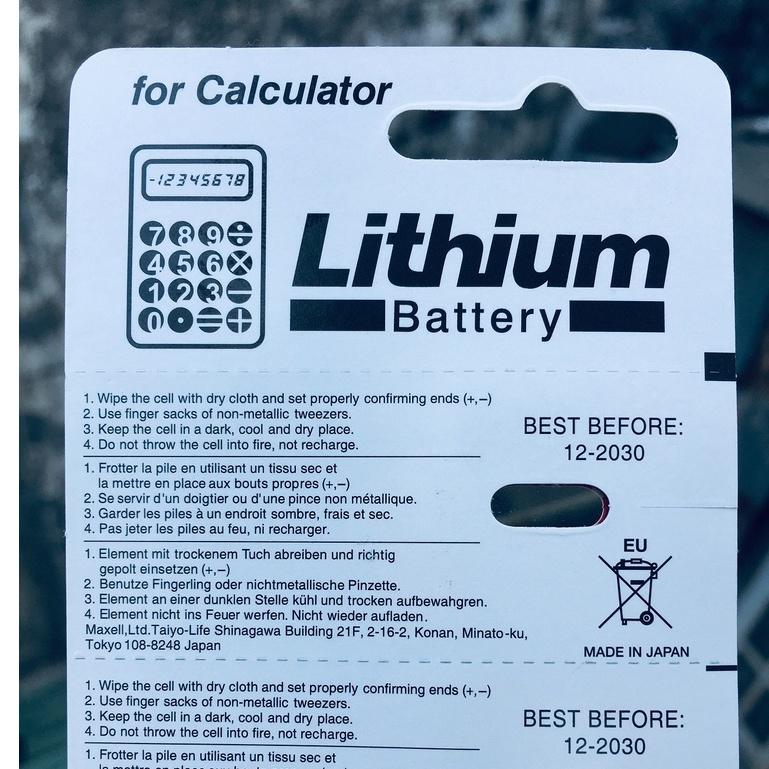 for Calculator
-12345678
7 8 9 ÷
4 5 6 ×
1 2 3 −
0 • = +
Lithium
Battery
1. Wipe the cell with dry cloth and set properly confirming ends (+,−)
2. Use finger sacks of non-metallic tweezers.
3. Keep the cell in a dark, cool and dry place.
4. Do not throw the cell into fire, not recharge.
BEST BEFORE:
12-2030
1. Frotter la pile en utilisant un tissu sec et
la mettre en place aux bouts propres (+,−)
2. Se servir d'un doigtier ou d'une pince non métallique.
3. Garder les piles à un endroit sombre, frais et sec.
4. Pas jeter les piles au feu, ni recharger.
1. Element mit trockenem Tuch abreiben und richtig
gepolt einsetzen (+,−)
2. Benutze Fingerling oder nichtmetallische Pinzette.
3. Element an einer dunklen Stelle kühl und trocken aufbewahgren.
4. Element nicht ins Feuer werfen. Nicht wieder aufladen.
Maxell,Ltd.Taiyo-Life Shinagawa Building 21F, 2-16-2, Konan, Minato-ku,
Tokyo 108-8248 Japan
EU
MADE IN JAPAN
1. Wipe the cell with dry cloth and set properly confirming ends (+,−)
2. Use finger sacks of non-metallic tweezers.
3. Keep the cell in a dark, cool and dry place.
4. Do not throw the cell into fire, not recharge.
BEST BEFORE:
12-2030
1. Frotter la pile en utilisant un tissu sec et